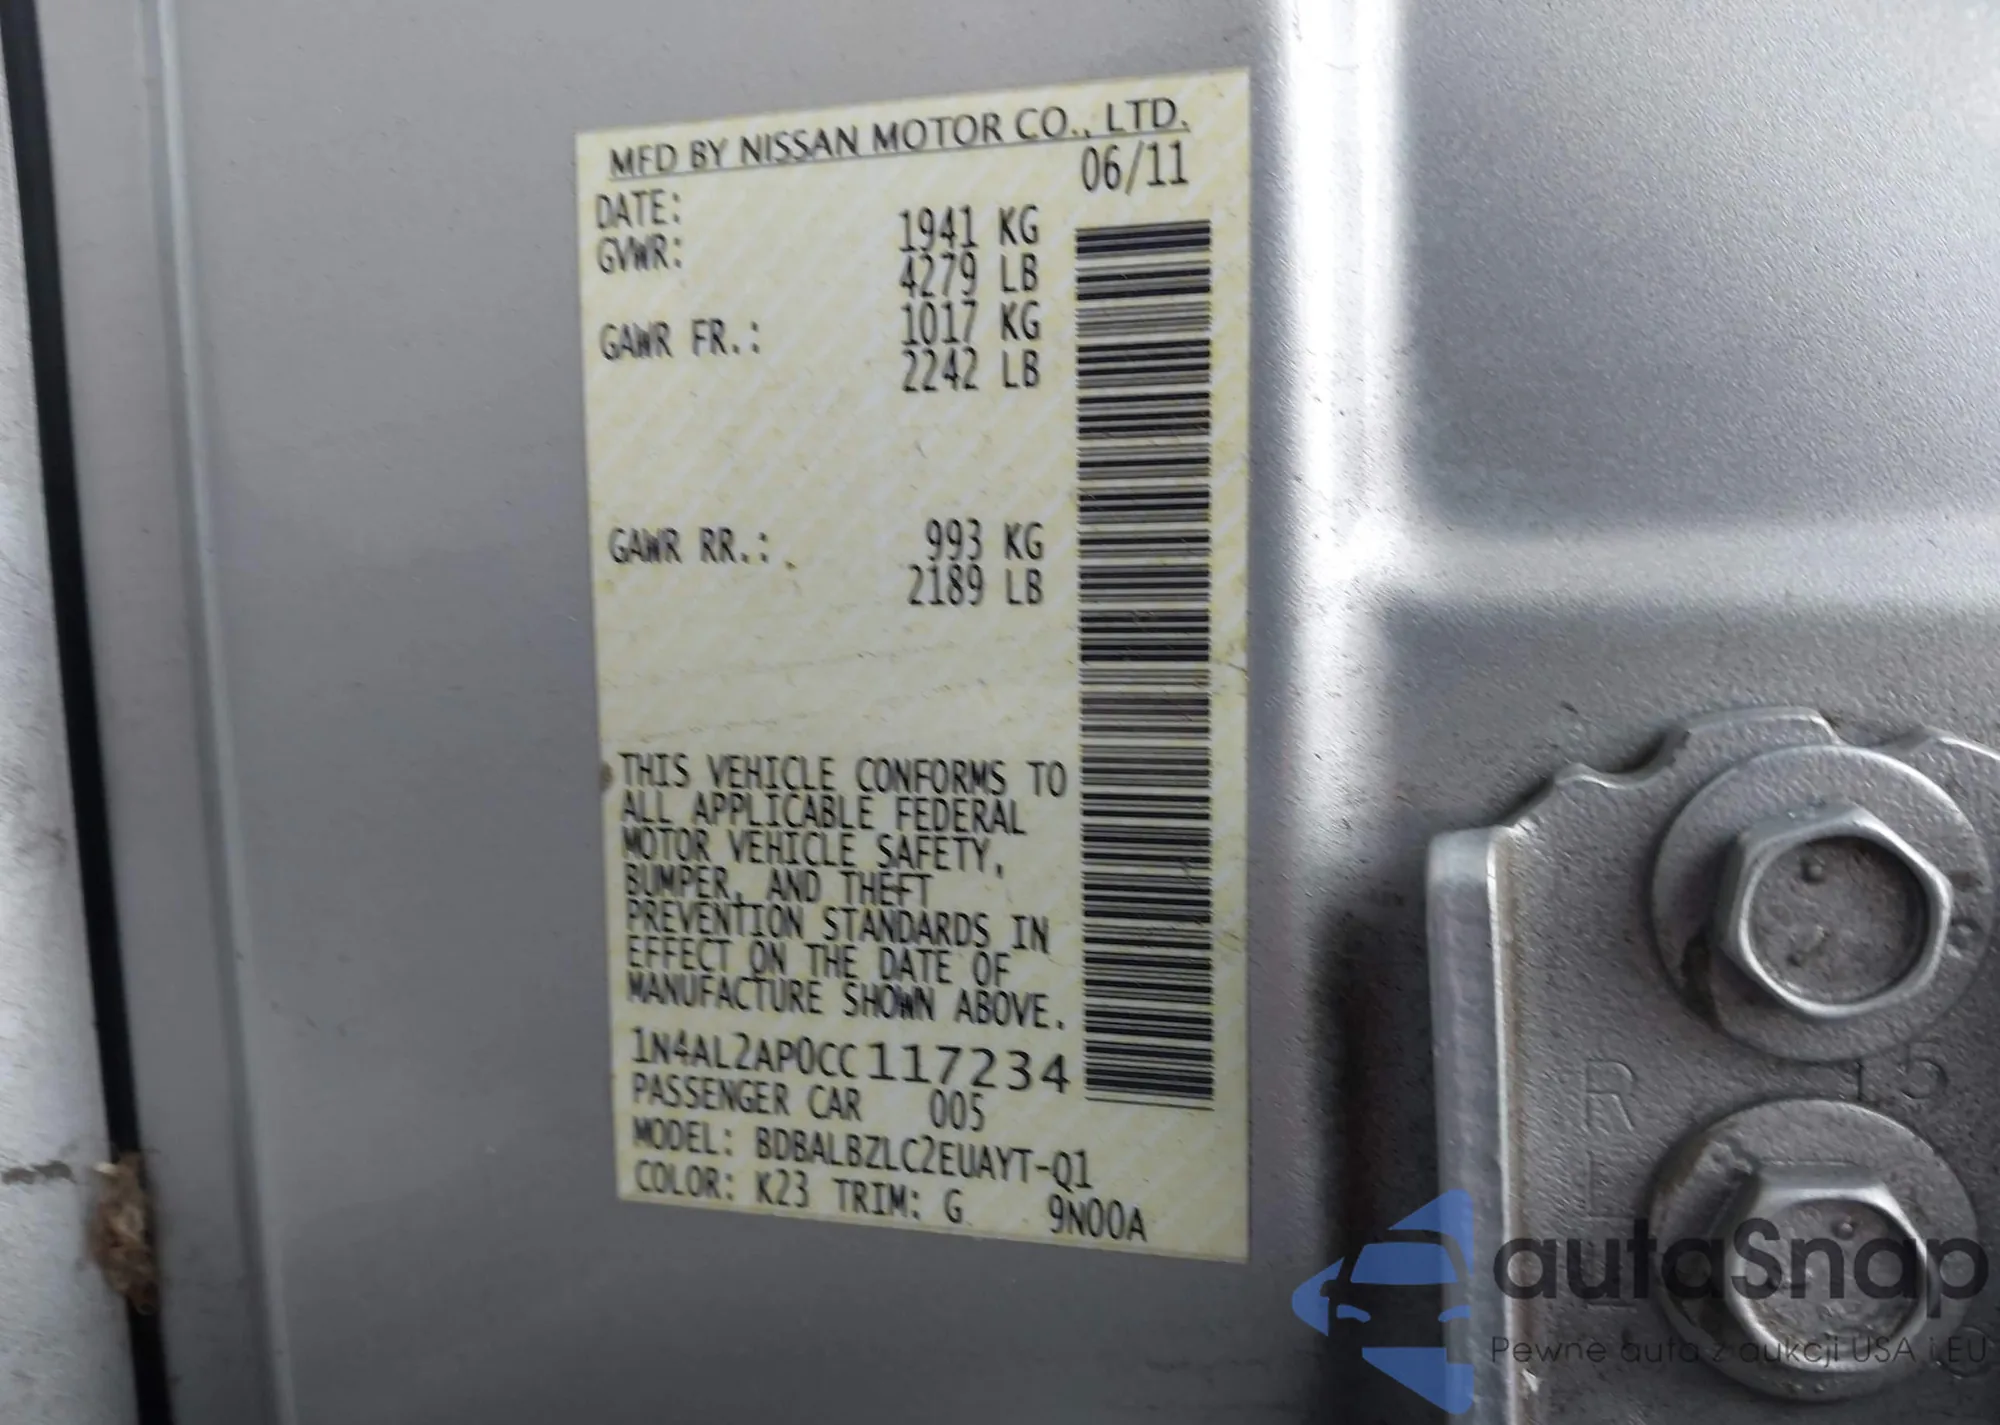 MFD BY NISSAN MOTOR CO., LTD.
DATE: 06/11
GVWR: 1941 KG
4279 LB
GAWR FR.: 1017 KG
2242 LB
GAWR RR.: 993 KG
2189 LB
THIS VEHICLE CONFORMS TO
ALL APPLICABLE FEDERAL
MOTOR VEHICLE SAFETY,
BUMPER, AND THEFT
PREVENTION STANDARDS IN
EFFECT ON THE DATE OF
MANUFACTURE SHOWN ABOVE.
1N4AL2AP0CC117234
PASSENGER CAR 005
MODEL: BDBALBZLC2EUAYT-Q1
COLOR: K23 TRIM: G 9N00A
15
R
autaSnap
Pewne auta z aukcji USA i EU